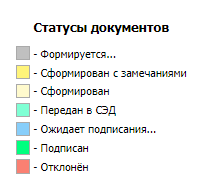 Статусы документов
- Формируется...
- Сформирован с замечаниями
- Сформирован
- Передан в СЭД
- Ожидает подписания...
- Подписан
- Отклонён